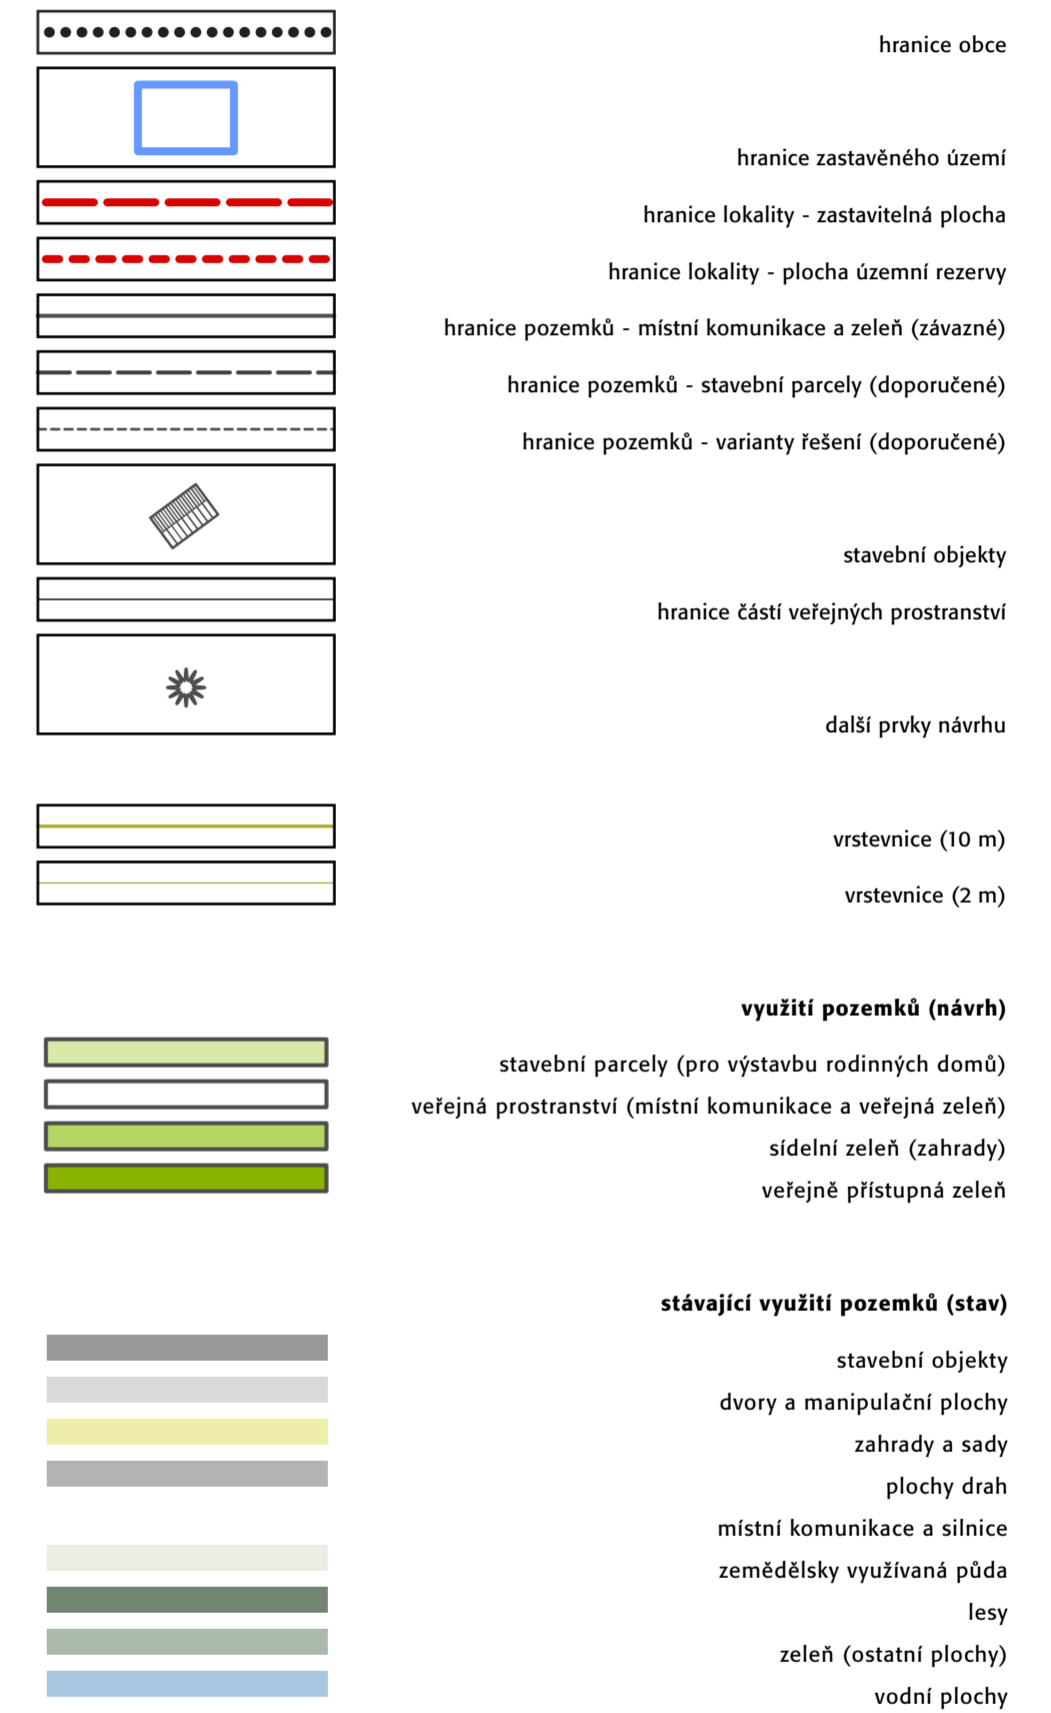 hranice obce
hranice zastavěného území
hranice lokality - zastavitelná plocha
hranice lokality - plocha územní rezervy
hranice pozemků - místní komunikace a zeleň (závazné)
hranice pozemků - stavební parcely (doporučené)
hranice pozemků - varianty řešení (doporučené)
stavební objekty
hranice částí veřejných prostranství
další prvky návrhu
vrstevnice (10 m)
vrstevnice (2 m)
využití pozemků (návrh)
stavební parcely (pro výstavbu rodinných domů)
veřejná prostranství (místní komunikace a veřejná zeleň)
sídelní zeleň (zahrady)
veřejně přístupná zeleň
stávající využití pozemků (stav)
stavební objekty
dvory a manipulační plochy
zahrady a sady
plochy drah
místní komunikace a silnice
zemědělsky využívaná půda
lesy
zeleň (ostatní plochy)
vodní plochy